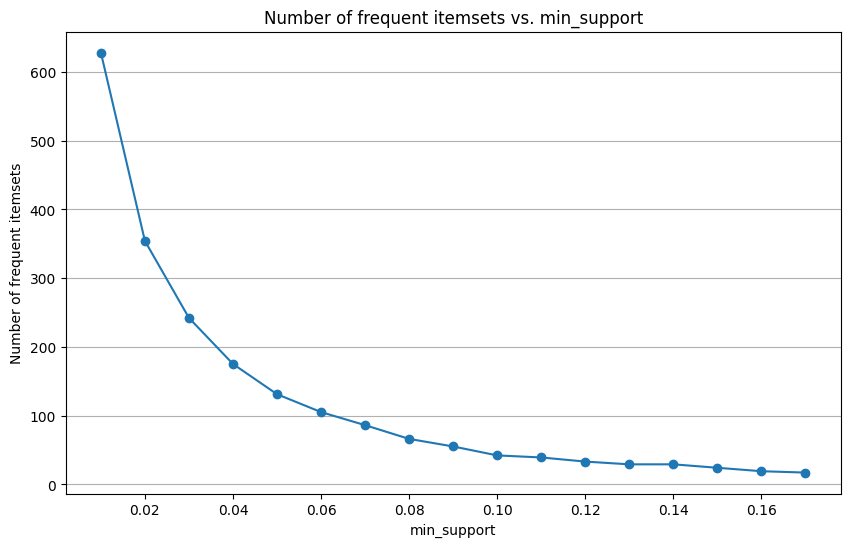 Number of frequent itemsets vs. min_support
600
500
400
300
200
100
0
Number of frequent itemsets
0.02 0.04 0.06 0.08 0.10 0.12 0.14 0.16
min_support